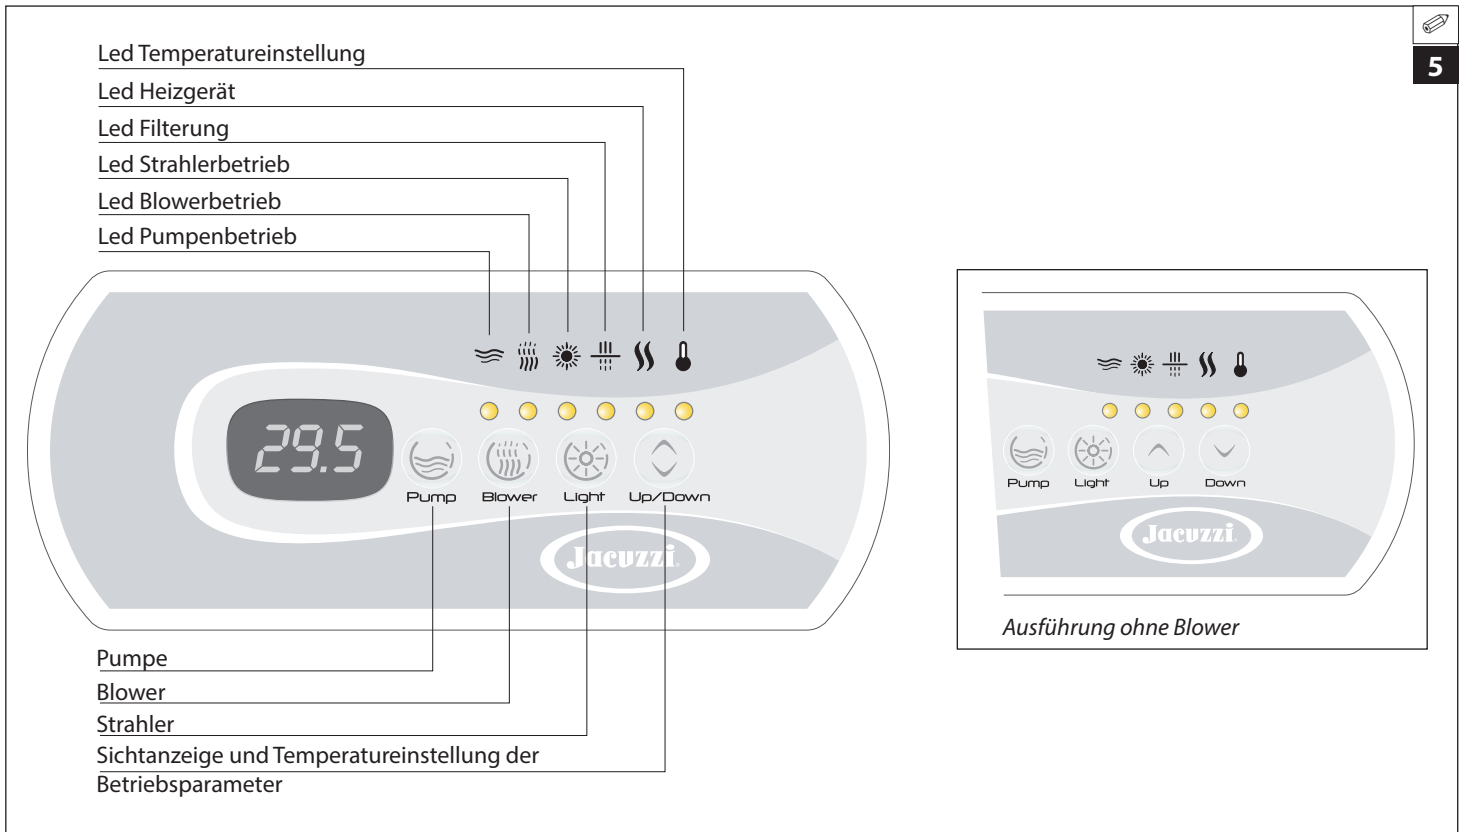 5
Led Temperatureinstellung
Led Heizgerät
Led Filterung
Led Strahlerbetrieb
Led Blowerbetrieb
Led Pumpenbetrieb
29.5
Pump Blower Light Up/Down
Jacuzzi
Pumpe
Blower
Strahler
Sichtanzeige und Temperatureinstellung der
Betriebsparameter
Pump Light Up Down
Jacuzzi
Ausführung ohne Blower